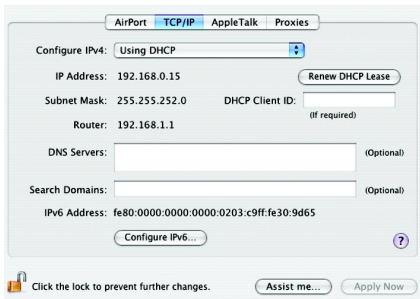 AirPort TCP/IP AppleTalk Proxies
Configure IPv4: Using DHCP
IP Address: 192.168.0.15 Renew DHCP Lease
Subnet Mask: 255.255.252.0 DHCP Client ID:
(If required)
Router: 192.168.1.1
DNS Servers: (Optional)
Search Domains: (Optional)
IPv6 Address: fe80:0000:0000:0000:0203:c9ff:fe30:9d65
Configure IPv6... ?
Click the lock to prevent further changes. Assist me... Apply Now